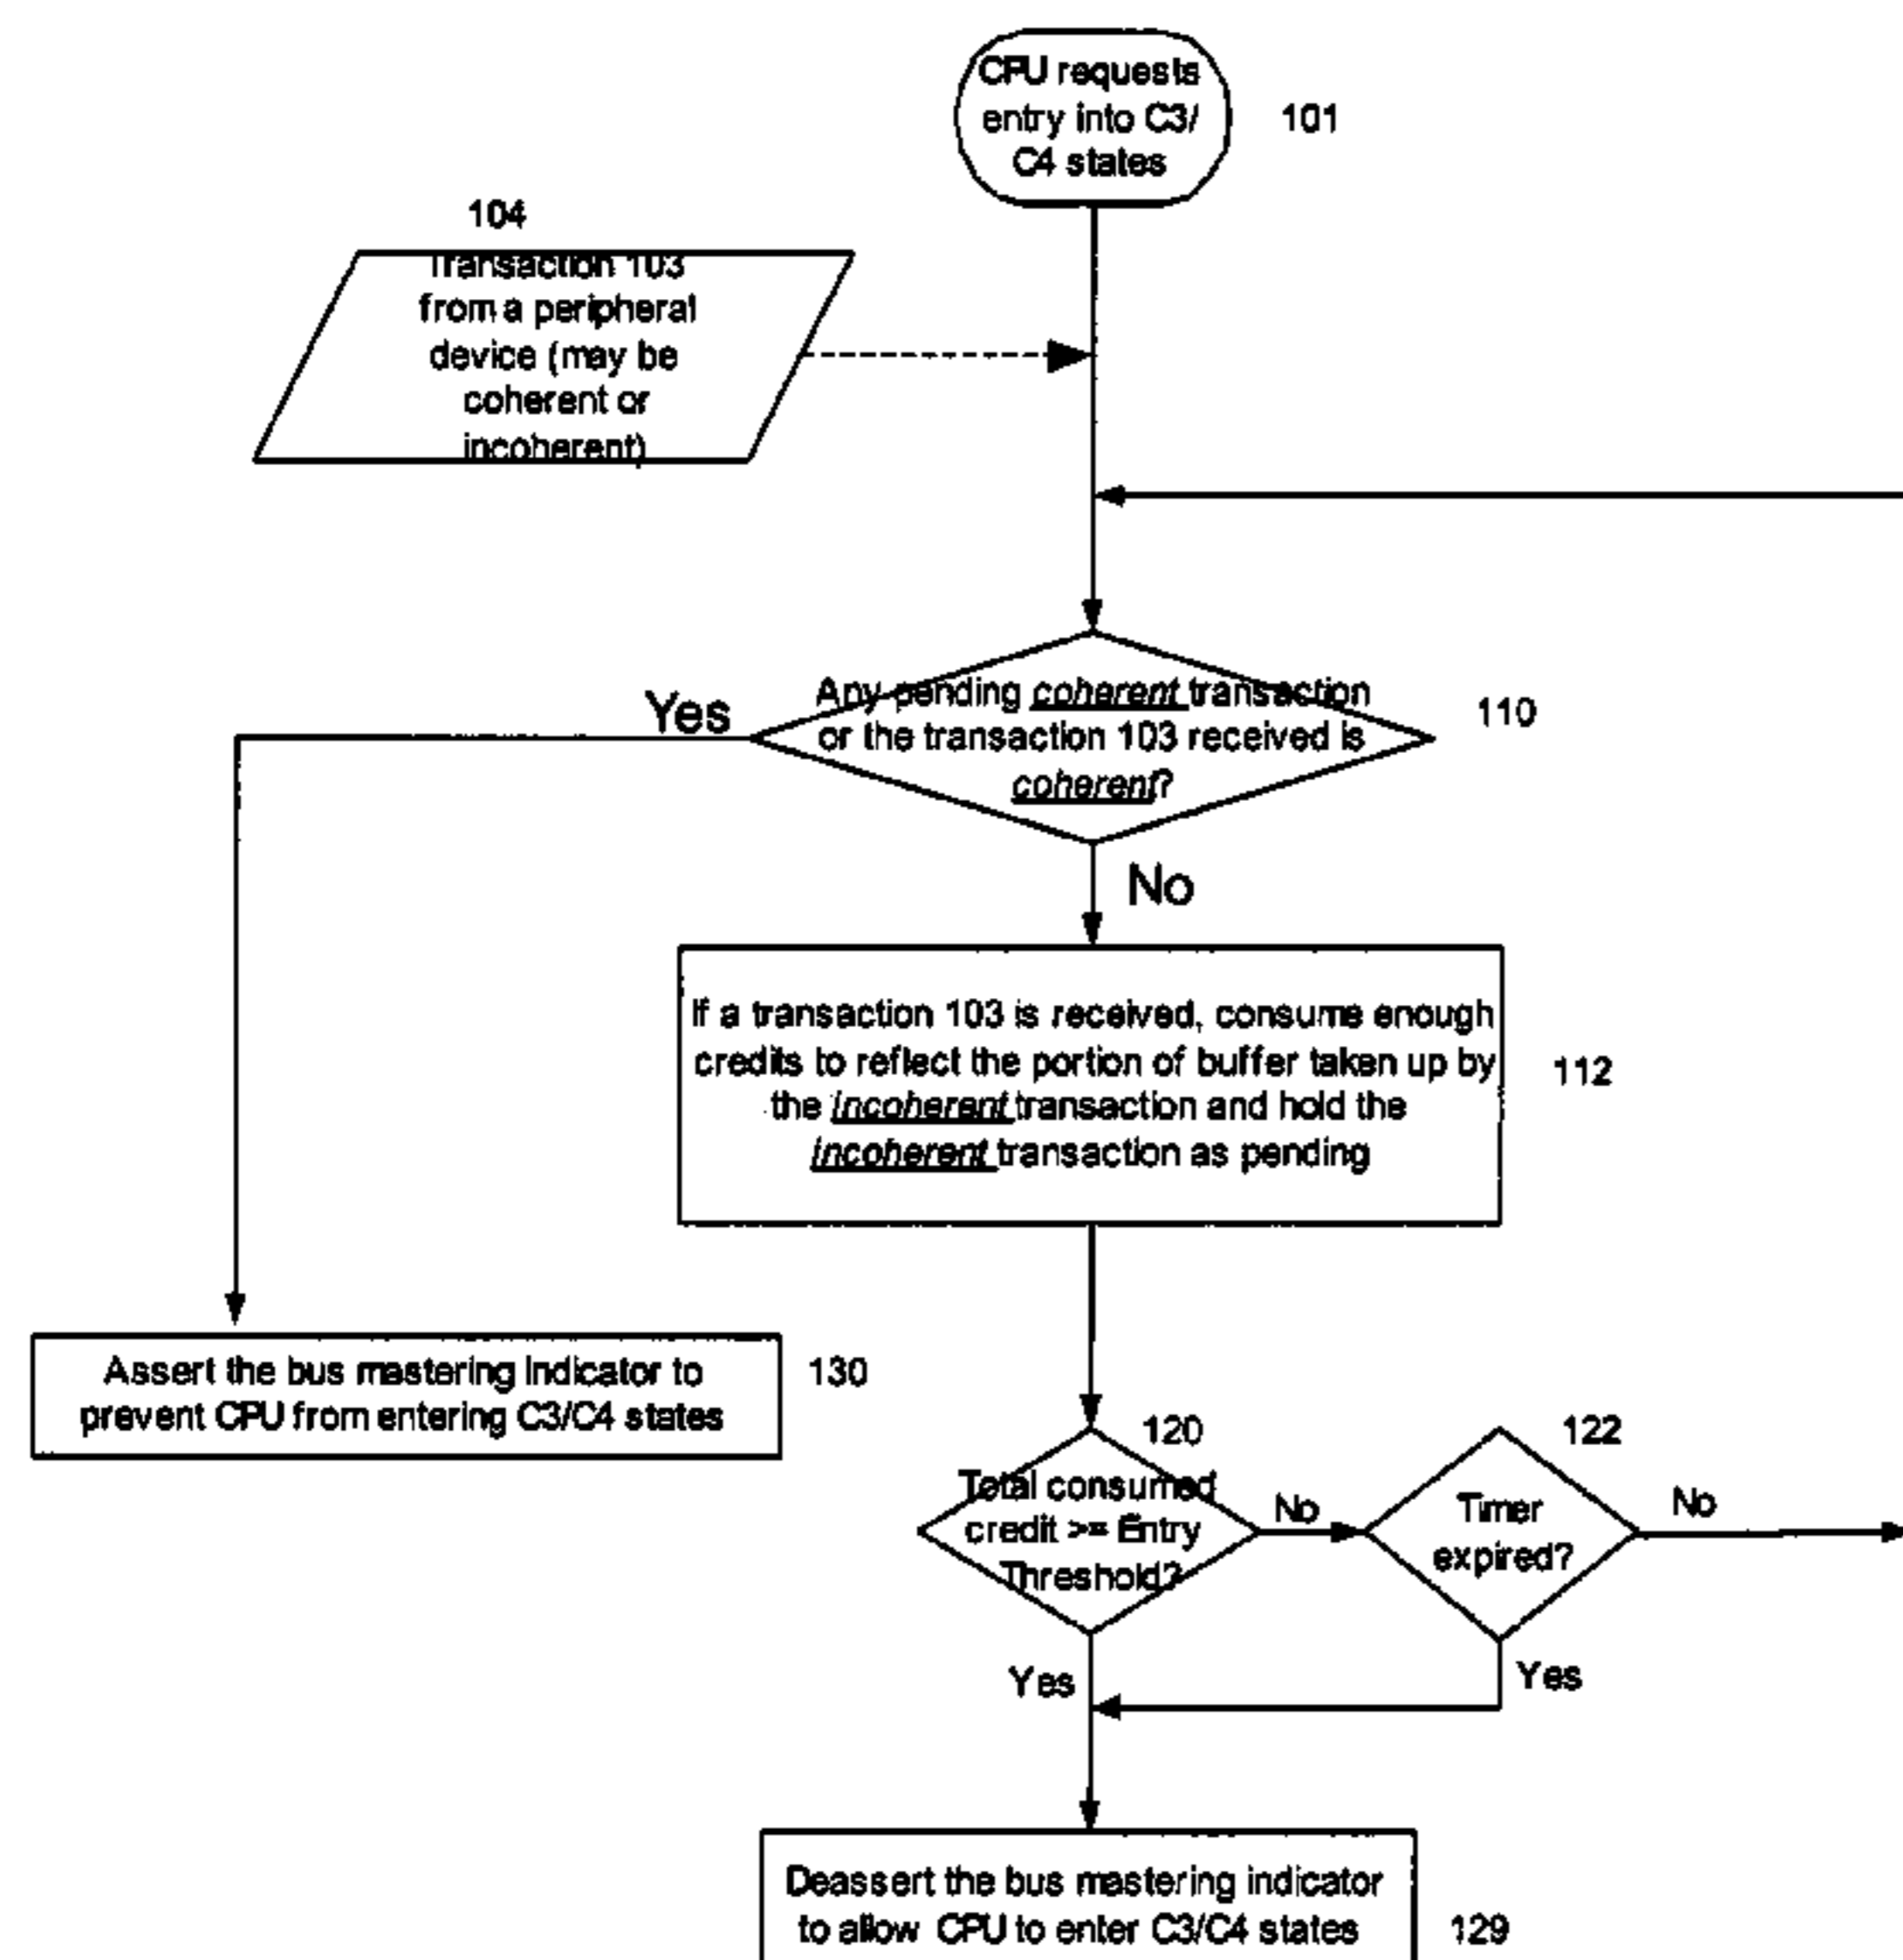 CPU requests
entry into C3/
C4 states
101
104
Transaction 103
from a peripheral
device (may be
coherent or
incoherent)
Any pending coherent transaction
or the transaction 103 received is
coherent?
110
Yes
No
If a transaction 103 is received, consume enough
credits to reflect the portion of buffer taken up by
the incoherent transaction and hold the
incoherent transaction as pending
112
Assert the bus mastering indicator to
prevent CPU from entering C3/C4 states
130
120
Total consumed
credit >= Entry
Threshold?
No
122
Timer
expired?
No
Yes
Yes
Deassert the bus mastering indicator
to allow CPU to enter C3/C4 states
129